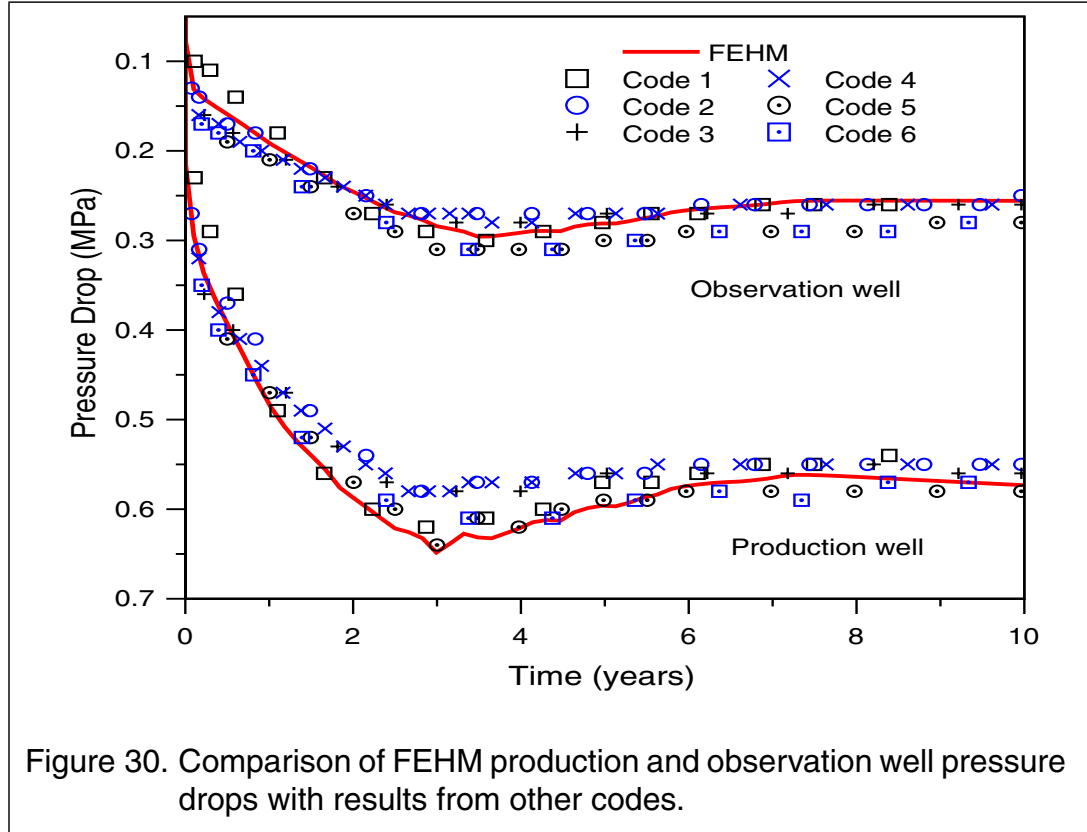 FEHM
Code 1
Code 4
Code 2
Code 5
Code 3
Code 6
0.1
0.2
0.3
0.4
0.5
0.6
0.7
Pressure Drop (MPa)
Observation well
Production well
0
2
4
6
8
10
Time (years)
Figure 30. Comparison of FEHM production and observation well pressure
drops with results from other codes.